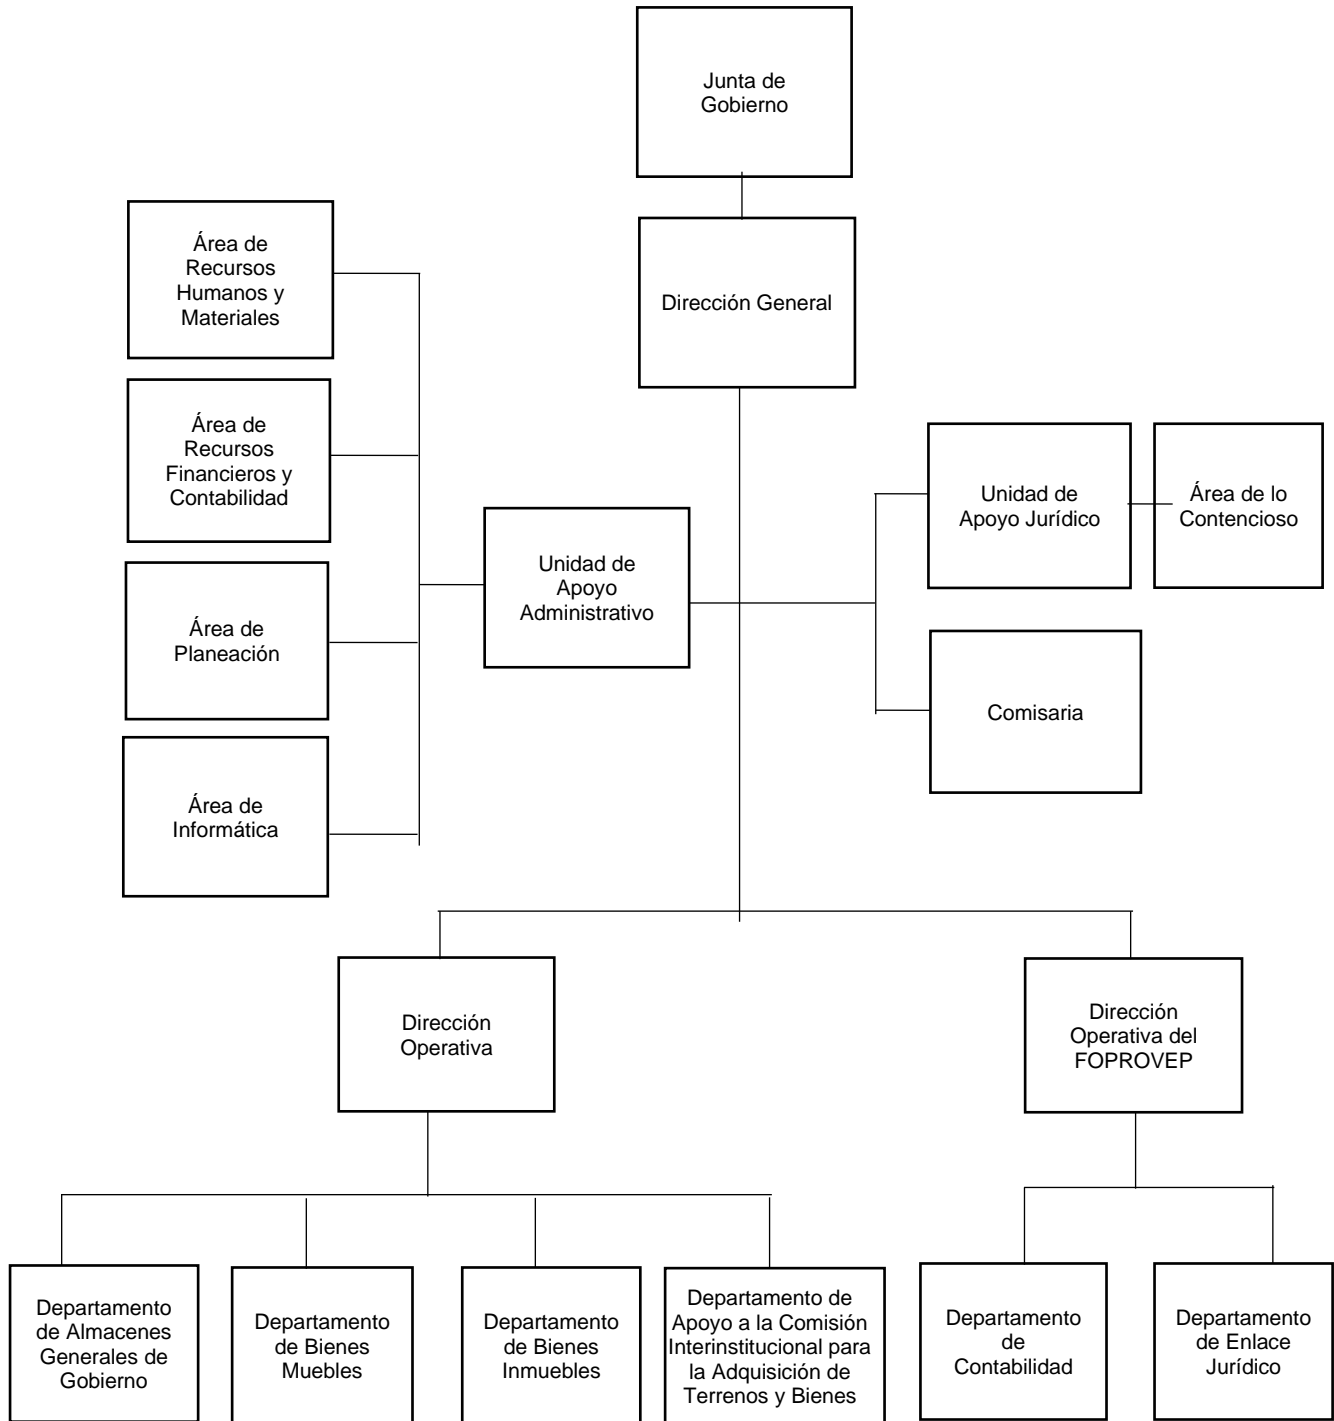 Junta de
Gobierno
Dirección General
Área de
Recursos
Humanos y
Materiales
Área de
Recursos
Financieros y
Contabilidad
Área de
Planeación
Área de
Informática
Unidad de
Apoyo
Administrativo
Unidad de
Apoyo Jurídico
Área de lo
Contencioso
Comisaria
Dirección
Operativa
Dirección
Operativa del
FOPROVEP
Departamento
de Almacenes
Generales de
Gobierno
Departamento
de Bienes
Muebles
Departamento
de Bienes
Inmuebles
Departamento de
Apoyo a la Comisión
Interinstitucional para
la Adquisición de
Terrenos y Bienes
Departamento
de
Contabilidad
Departamento
de Enlace
Jurídico